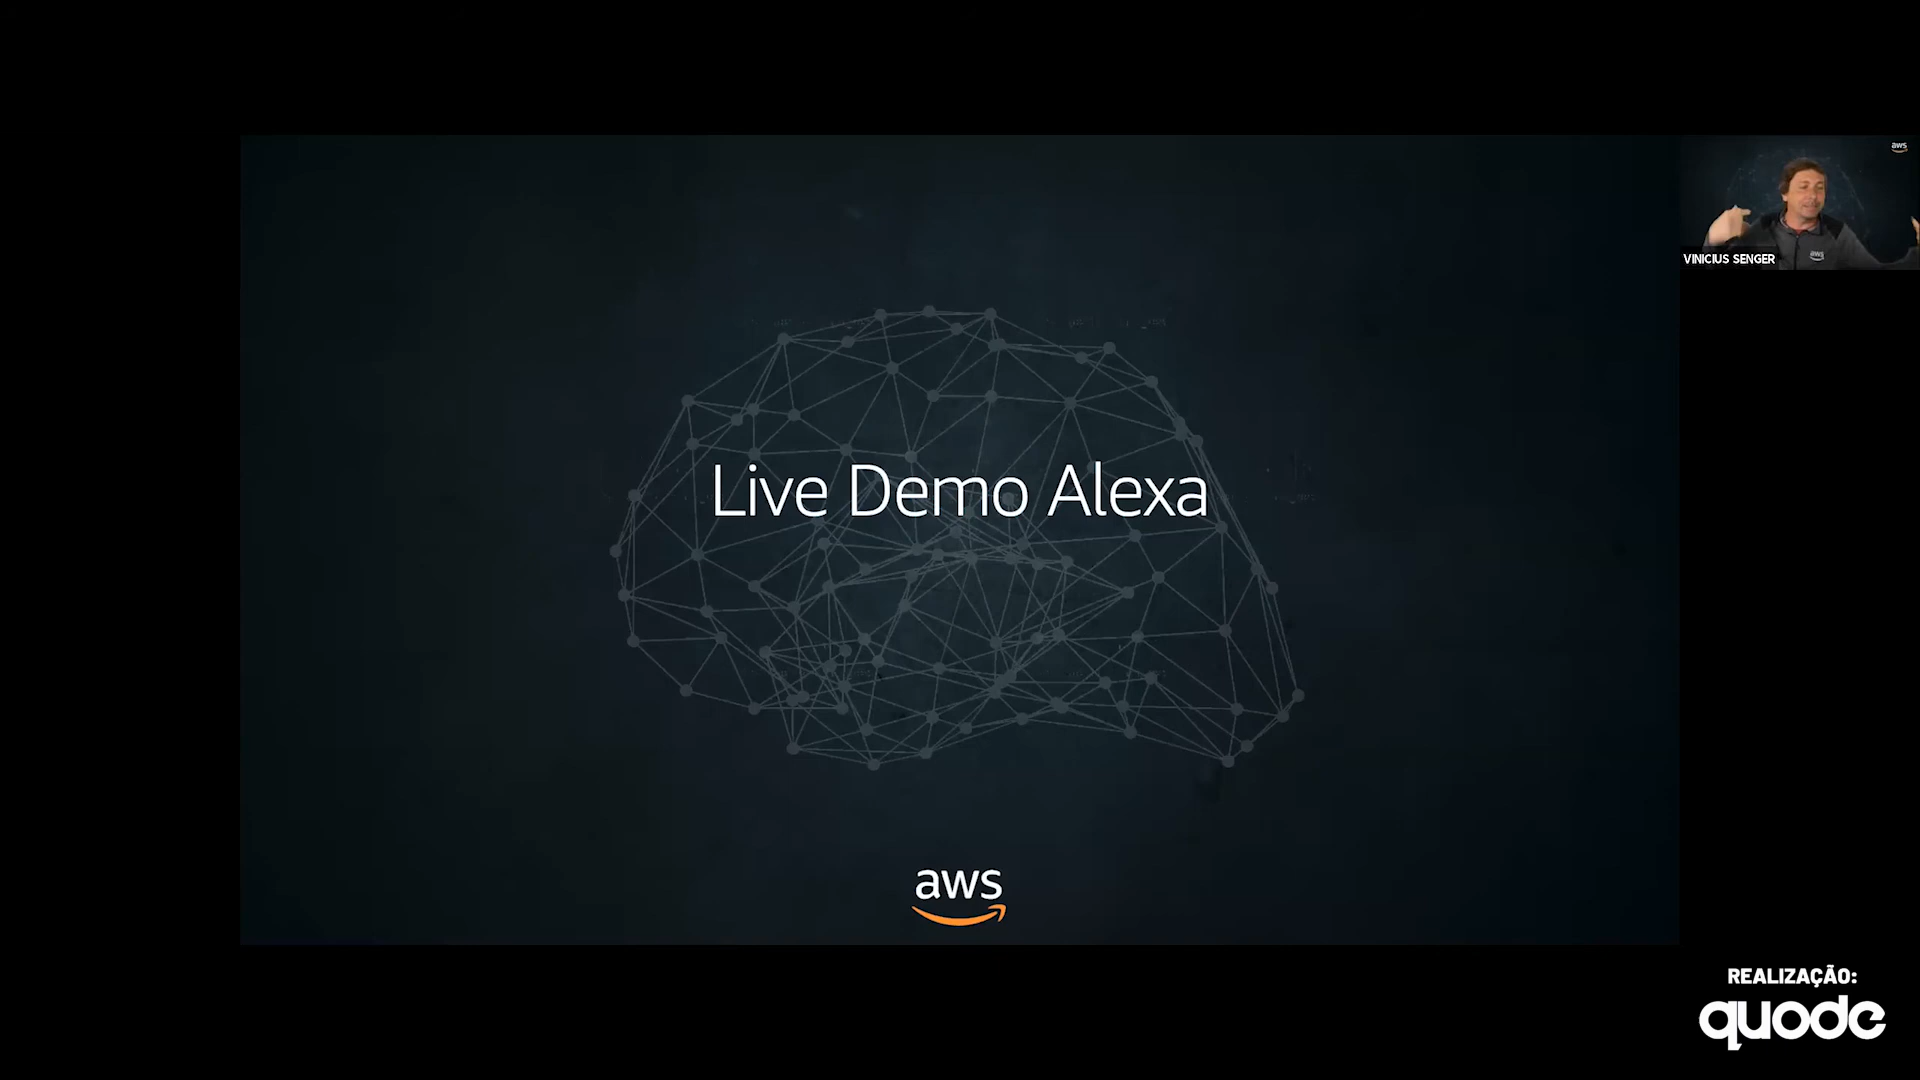 aws
aws
VINICIUS SENGER
Live Demo Alexa
aws
REALIZAÇÃO:
quode